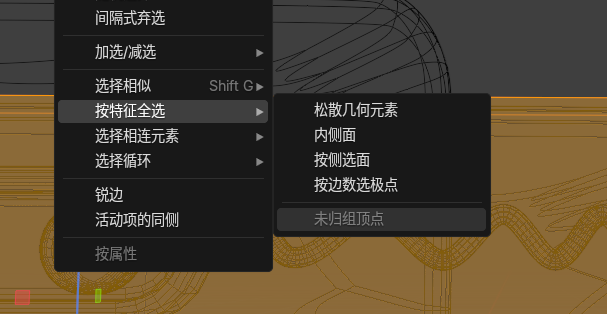 间隔式弃选
加选/减选
选择相似 Shift G
按特征全选
选择相连元素
选择循环
锐边
活动项的同侧
按属性
松散几何元素
内侧面
按侧选面
按边数选极点
未归组顶点